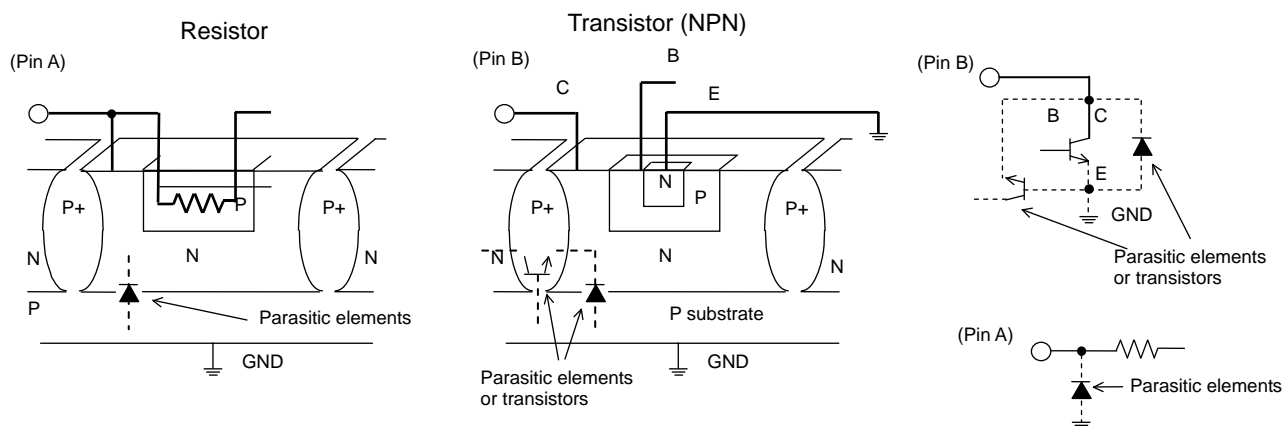 Resistor
(Pin A)
P+
P
P+
N
N
N
P
Parasitic elements
GND
Transistor (NPN)
(Pin B)
B
C
E
N
P
P+
P+
N
N
N
P substrate
GND
Parasitic elements
or transistors
(Pin B)
B
C
E
GND
Parasitic elements
or transistors
(Pin A)
Parasitic elements